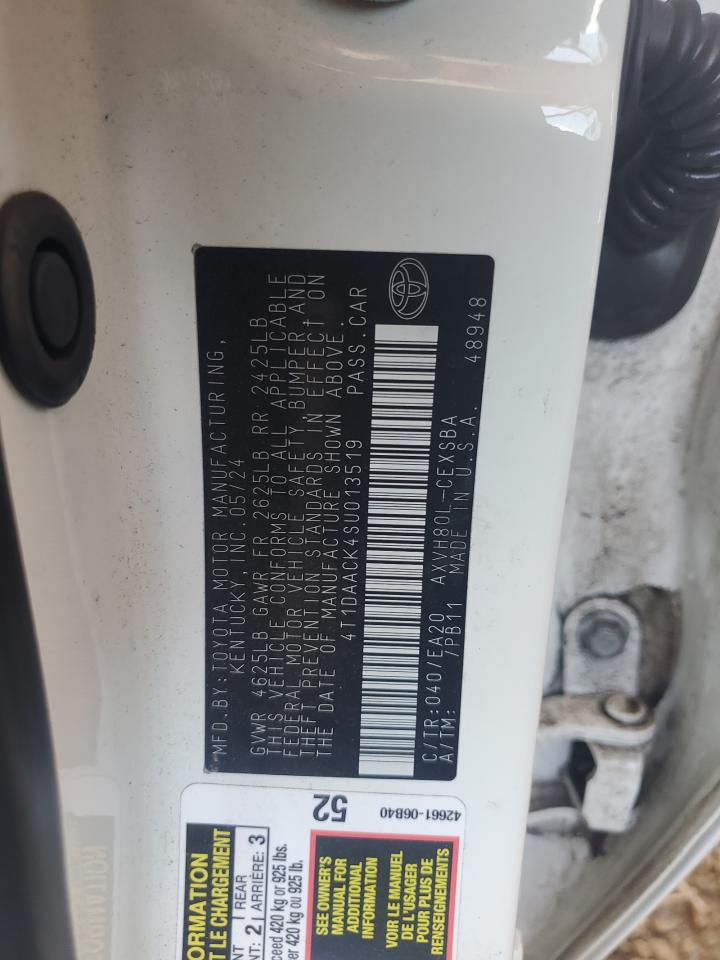 MFD.BY:TOYOTA MOTOR MANUFACTURING,
KENTUCKY, INC.05/24
GVWR 4625LB GAWR FR 2625LB RR 2425LB
THIS VEHICLE CONFORMS TO ALL APPLICABLE
FEDERAL MOTOR VEHICLE SAFETY, BUMPER, AND
THEFT PREVENTION STANDARDS IN EFFECT ON
THE DATE OF MANUFACTURE SHOWN ABOVE.
4T1DAACK4SU013519 PASS.CAR
C/TR:040/EA20 AXVH80L-CEXSBA
A/TM: /PB11 MADE IN U.S.A. 48948
ORMATION
T LE CHARGEMENT
NT REAR
NT: 2 ARRIÈRE: 3
ceed 420 kg or 925 lbs.
er 420 kg ou 925 lb.
52
42661-06B40
SEE OWNER'S
MANUAL FOR
ADDITIONAL
INFORMATION
VOIR LE MANUEL
DE L'USAGER
POUR PLUS DE
RENSEIGNEMENTS